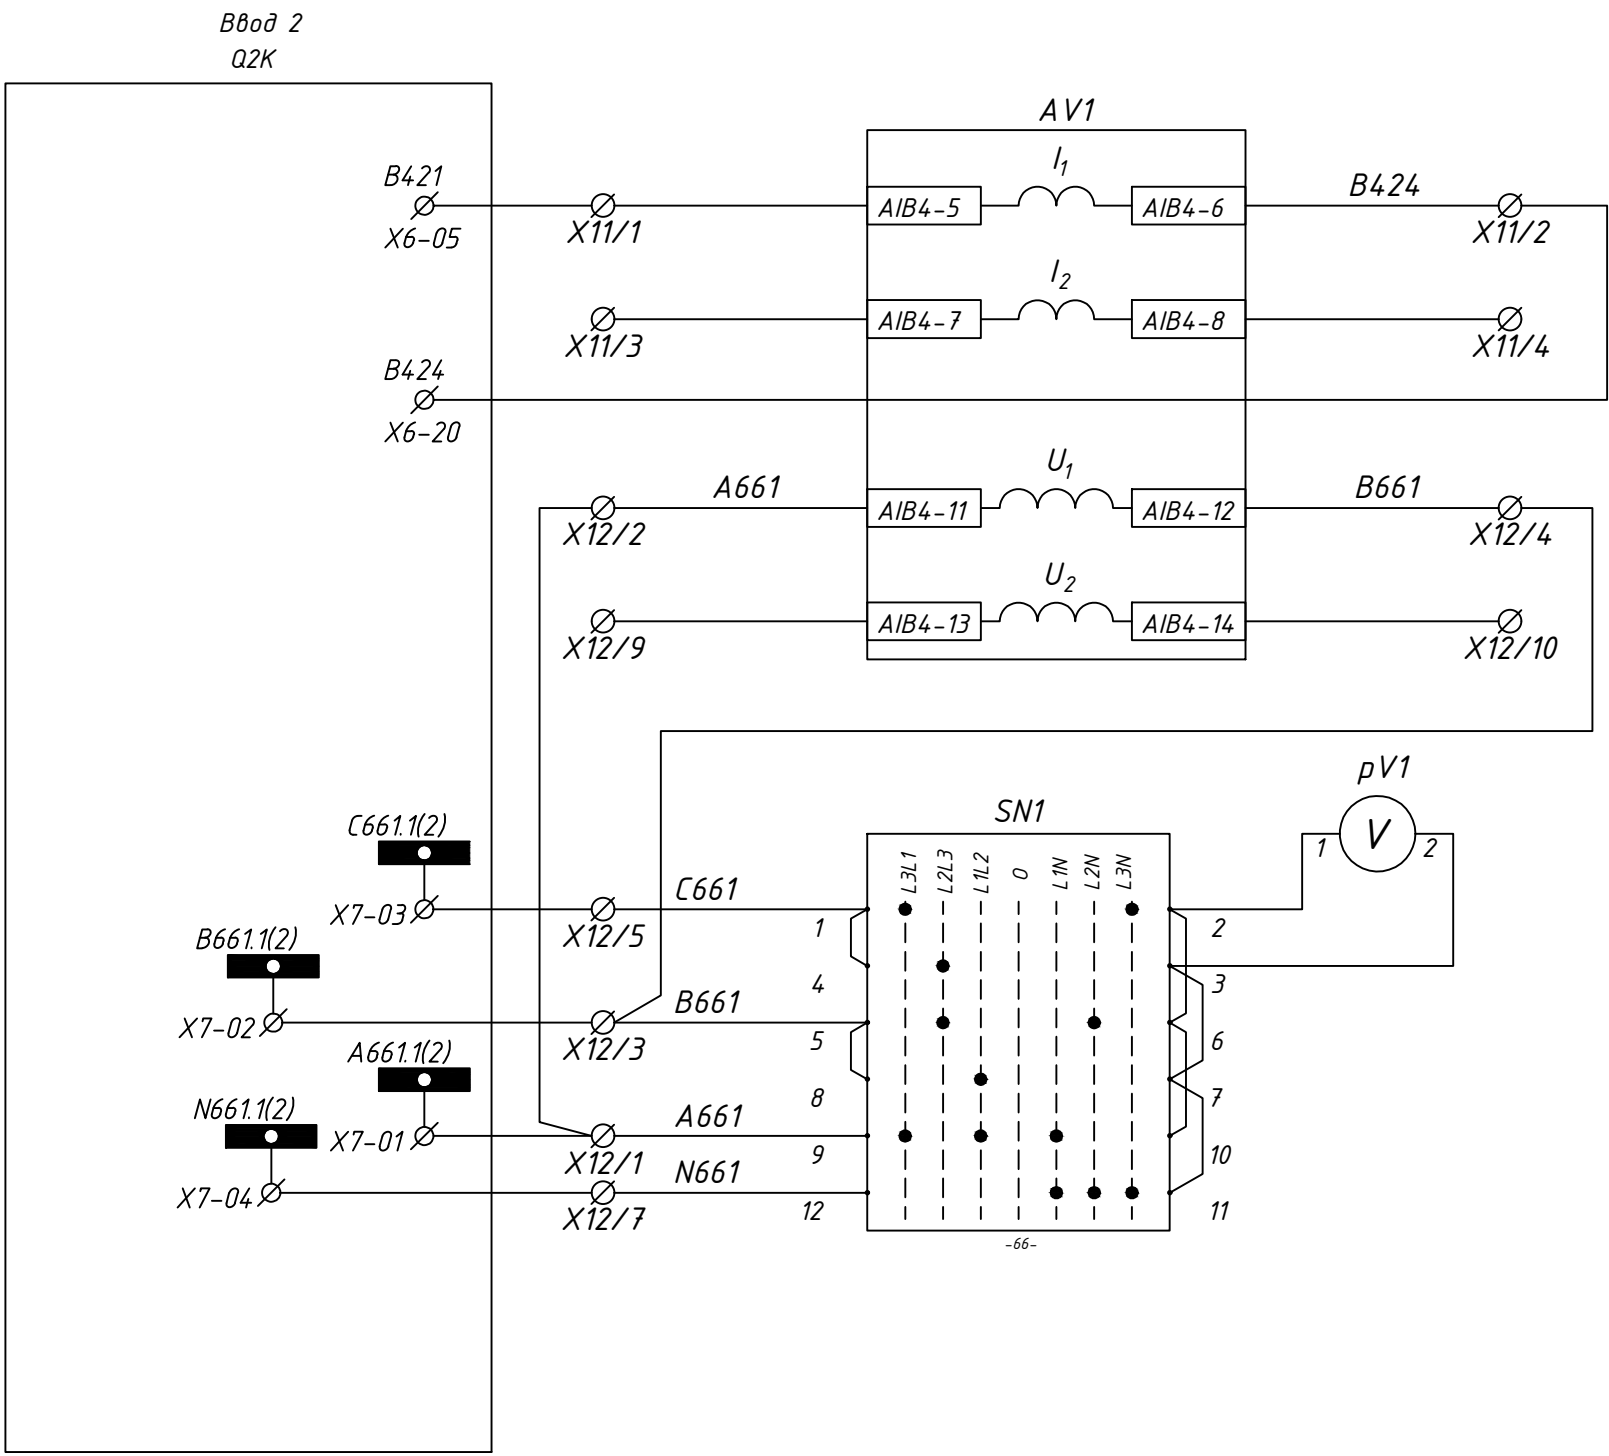 Ввод 2
Q2K
AV1
B421
X6-05
X11/1
AIB4-5
I1
AIB4-6
B424
X11/2
X11/3
AIB4-7
I2
AIB4-8
X11/4
B424
X6-20
X12/2
A661
AIB4-11
U1
AIB4-12
B661
X12/4
X12/9
AIB4-13
U2
AIB4-14
X12/10
pV1
1
V
2
SN1
L3L1
L2L3
L1L2
0
L1N
L2N
L3N
C661.1(2)
X7-03
X12/5
C661
1
2
4
3
B661.1(2)
X7-02
X12/3
B661
5
6
8
7
A661.1(2)
X7-01
X12/1
A661
9
10
N661.1(2)
X7-04
X12/7
N661
12
11
-66-